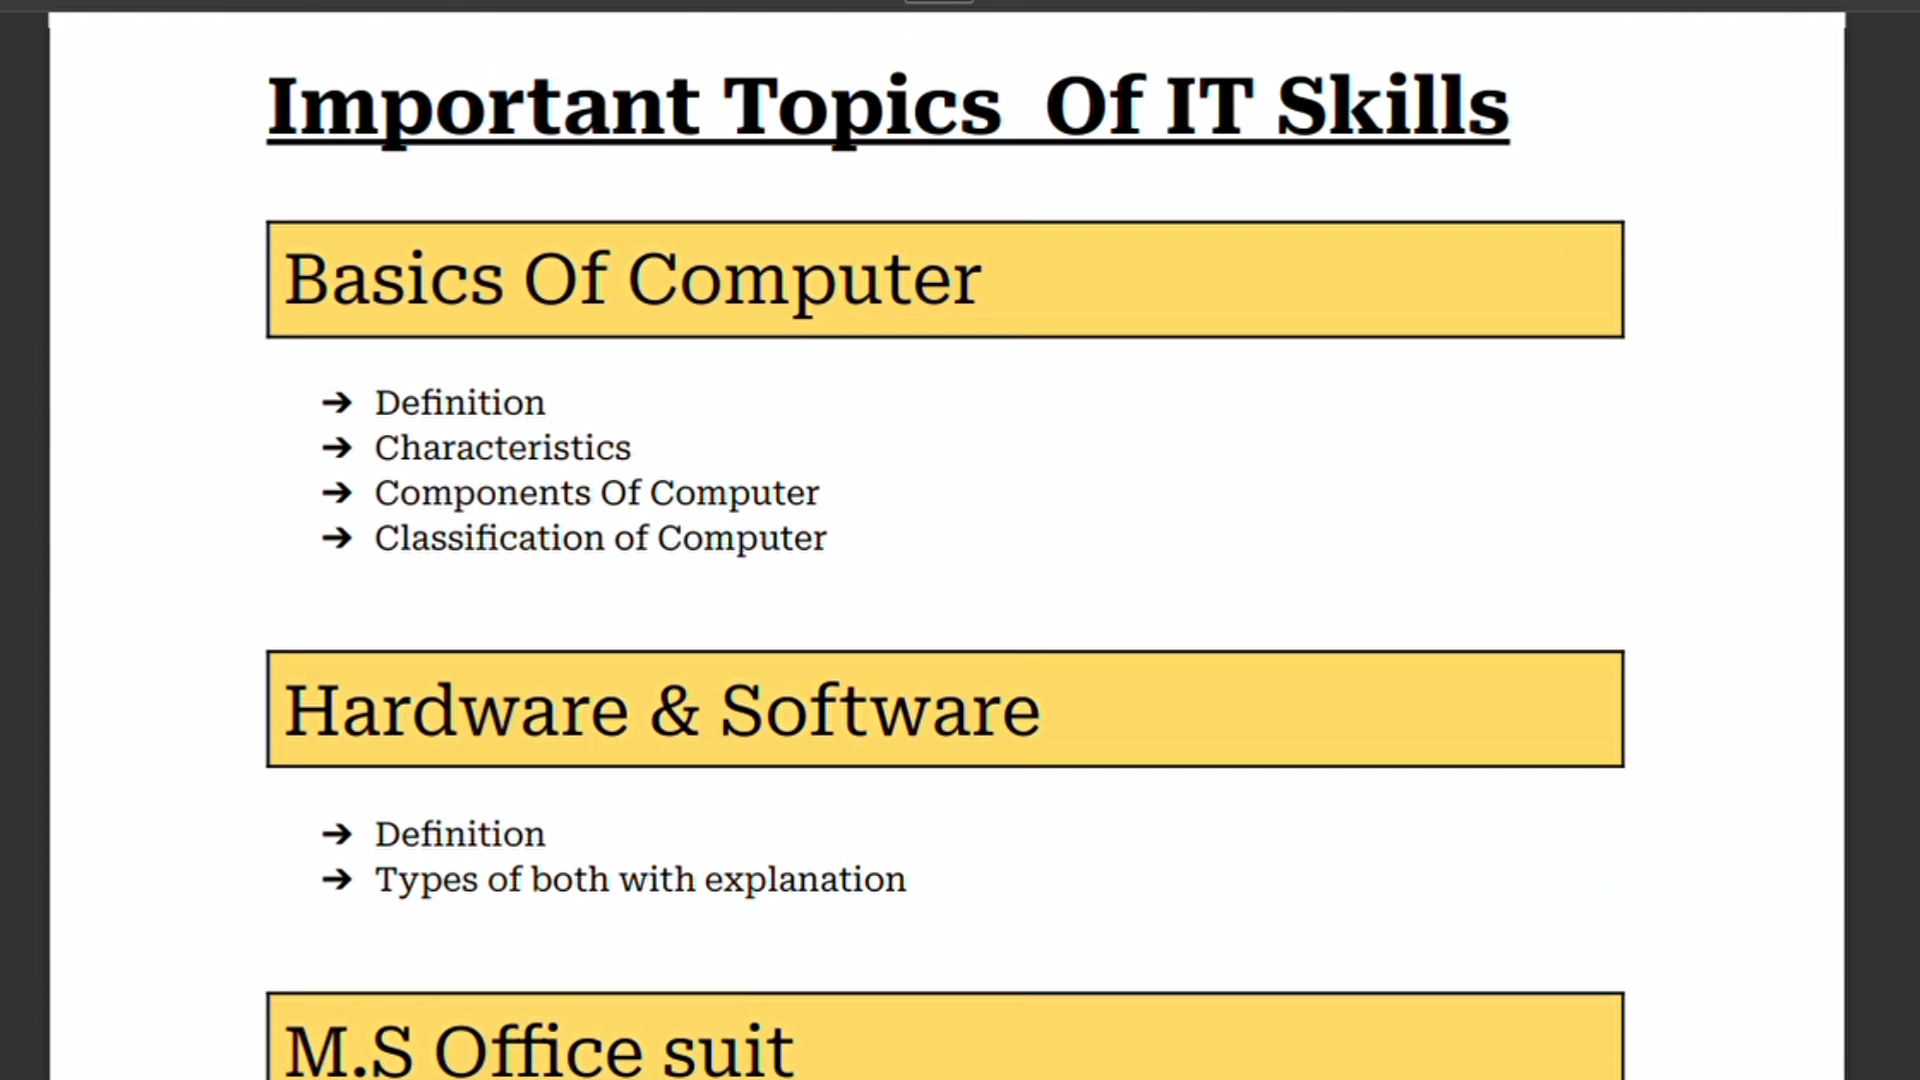 Important Topics  Of IT Skills
Basics Of Computer
➔ Definition
➔ Characteristics
➔ Components Of Computer
➔ Classification of Computer
Hardware & Software
➔ Definition
➔ Types of both with explanation
M.S Office suit